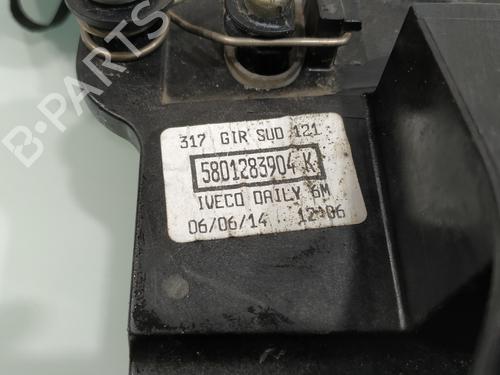 B-PARTS
317 GIR SUD 121
5801283904 K
IVECO DAILY 6M
06/06/14 12:06